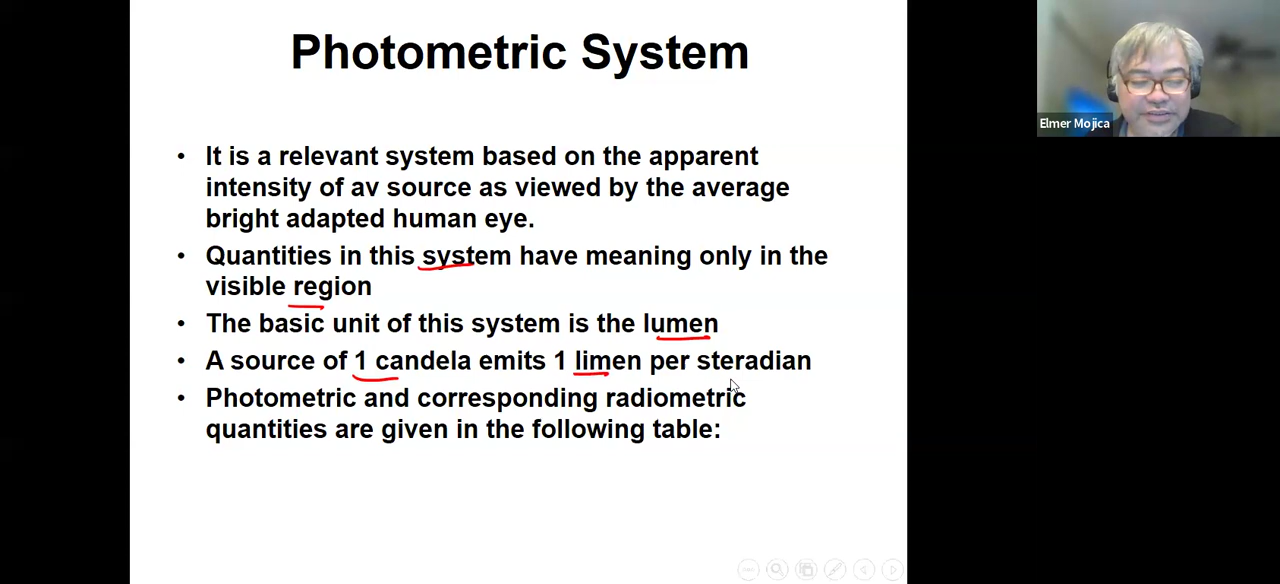 Photometric System
• It is a relevant system based on the apparent
intensity of av source as viewed by the average
bright adapted human eye.
• Quantities in this system have meaning only in the
visible region
• The basic unit of this system is the lumen
• A source of 1 candela emits 1 limen per steradian
• Photometric and corresponding radiometric
quantities are given in the following table:
Elmer Mojica